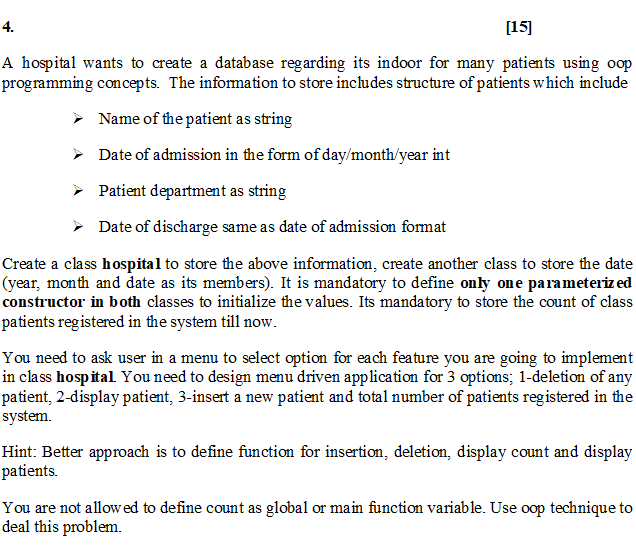 4. [15]
A hospital wants to create a database regarding its indoor for many patients using oop
programming concepts. The information to store includes structure of patients which include
➢ Name of the patient as string
➢ Date of admission in the form of day/month/year int
➢ Patient department as string
➢ Date of discharge same as date of admission format
Create a class hospital to store the above information, create another class to store the date
(year, month and date as its members). It is mandatory to define only one parameterized
constructor in both classes to initialize the values. Its mandatory to store the count of class
patients registered in the system till now.
You need to ask user in a menu to select option for each feature you are going to implement
in class hospital. You need to design menu driven application for 3 options; 1-deletion of any
patient, 2-display patient, 3-insert a new patient and total number of patients registered in the
system.
Hint: Better approach is to define function for insertion, deletion, display count and display
patients.
You are not allowed to define count as global or main function variable. Use oop technique to
deal this problem.